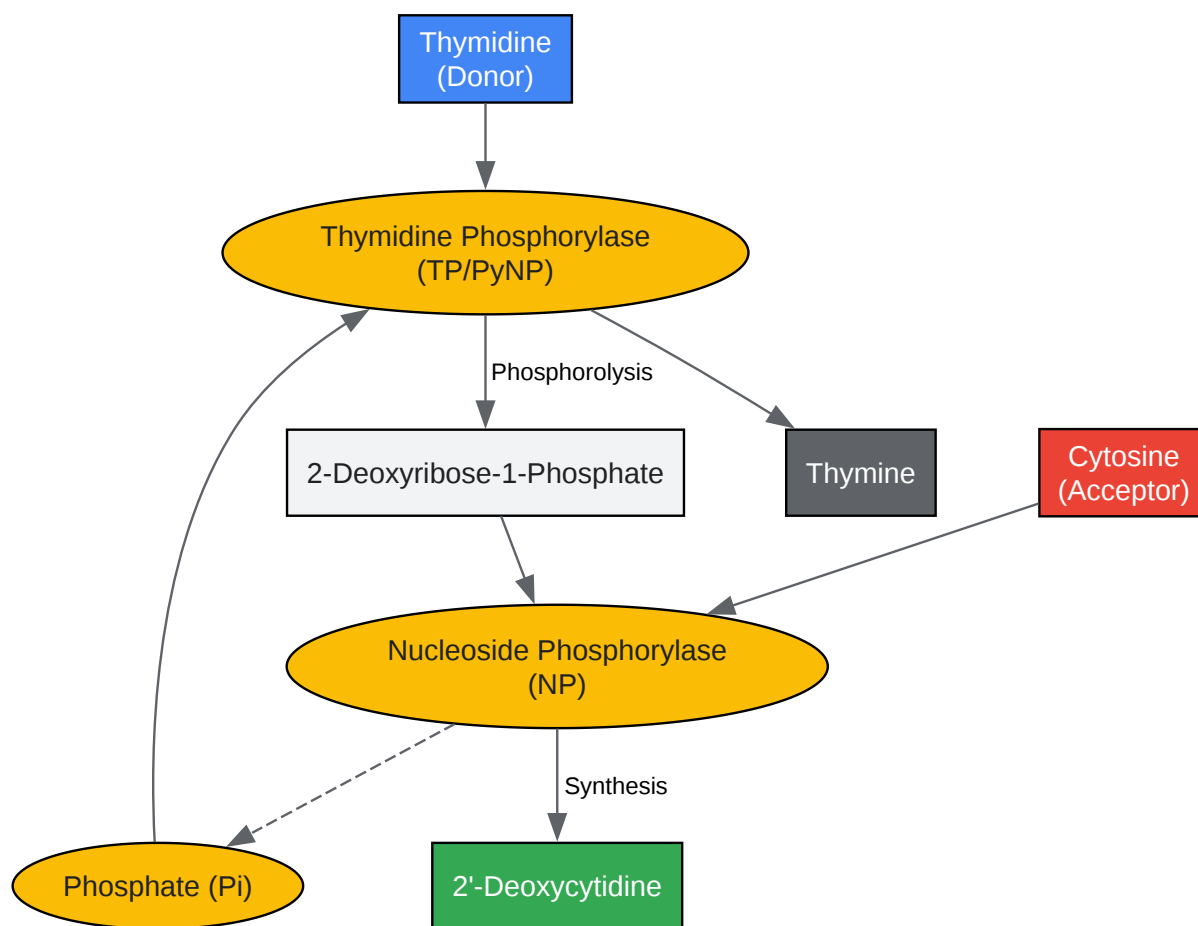 Thymidine
(Donor)
Thymidine Phosphorylase
(TP/PyNP)
Phosphorolysis
2-Deoxyribose-1-Phosphate
Thymine
Cytosine
(Acceptor)
Nucleoside Phosphorylase
(NP)
Synthesis
Phosphate (Pi)
2'-Deoxycytidine